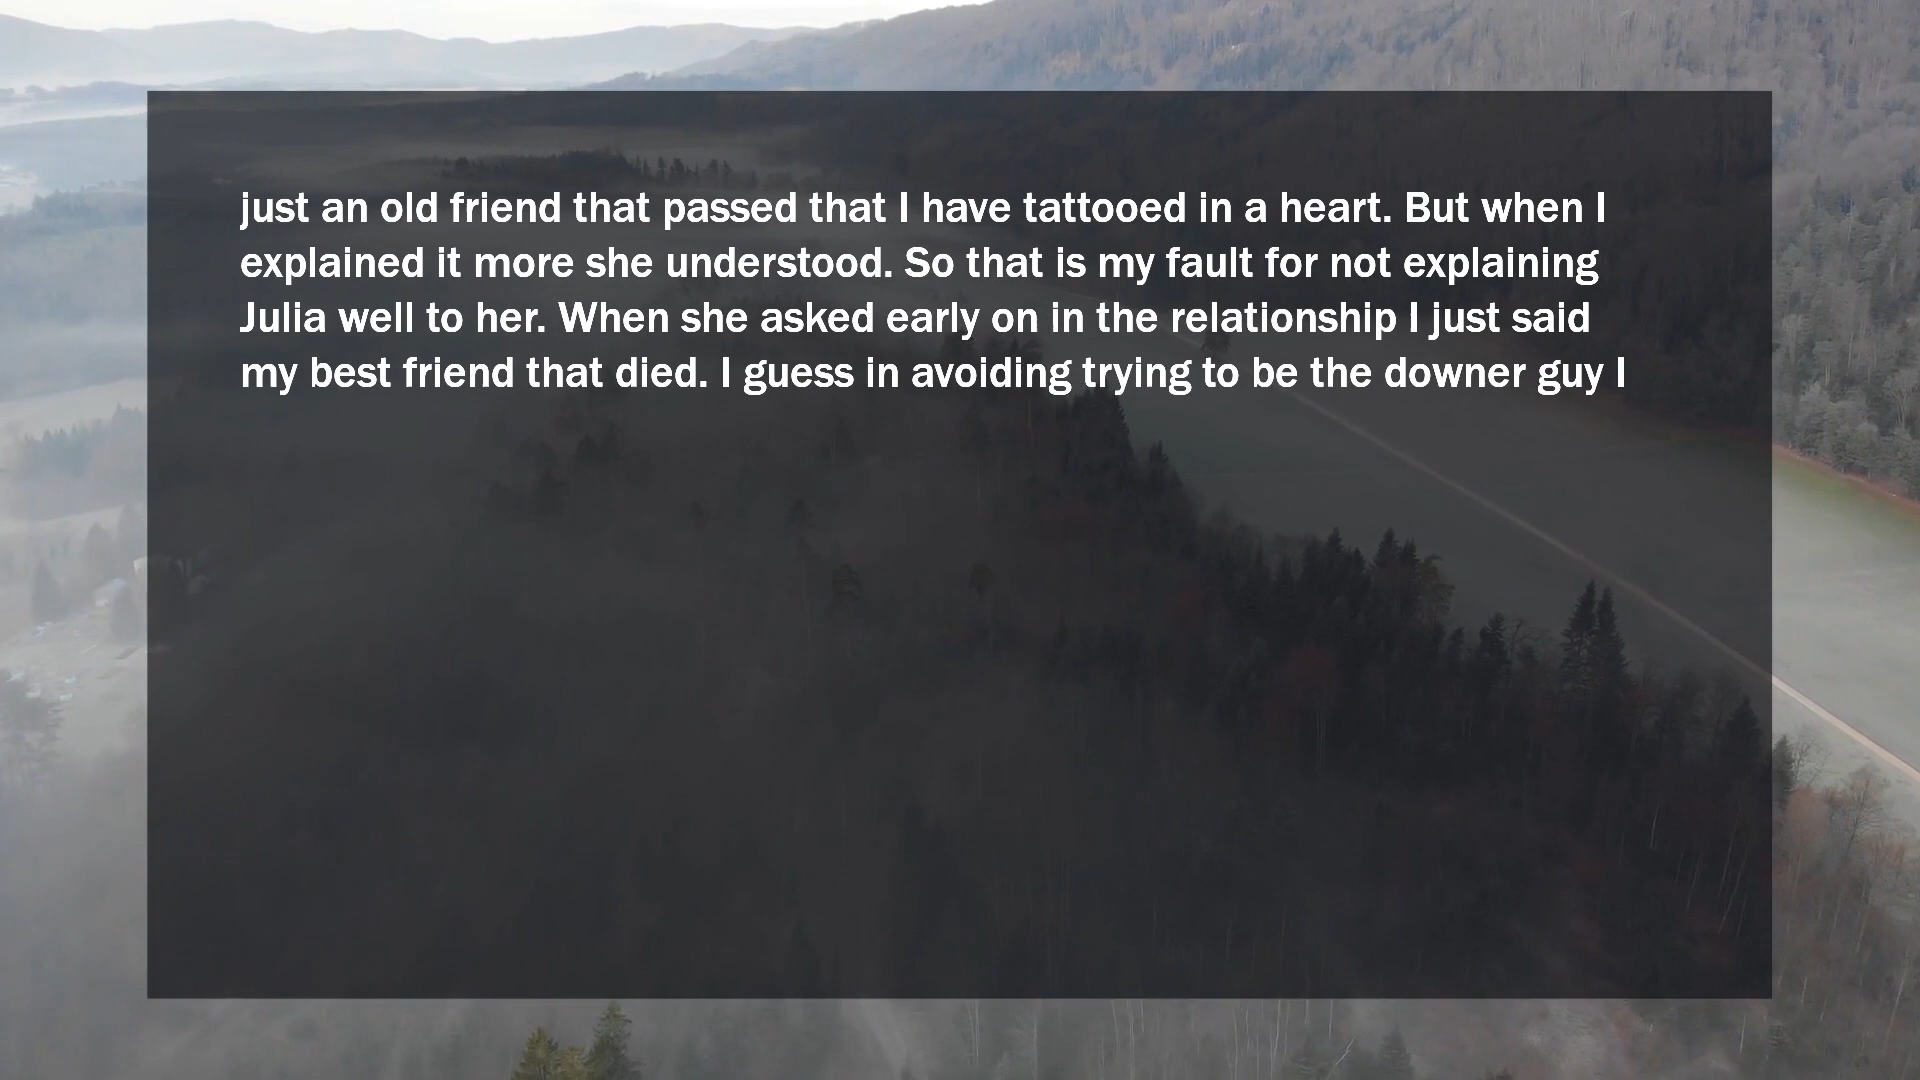 just an old friend that passed that I have tattooed in a heart. But when I
explained it more she understood. So that is my fault for not explaining
Julia well to her. When she asked early on in the relationship I just said
my best friend that died. I guess in avoiding trying to be the downer guy I